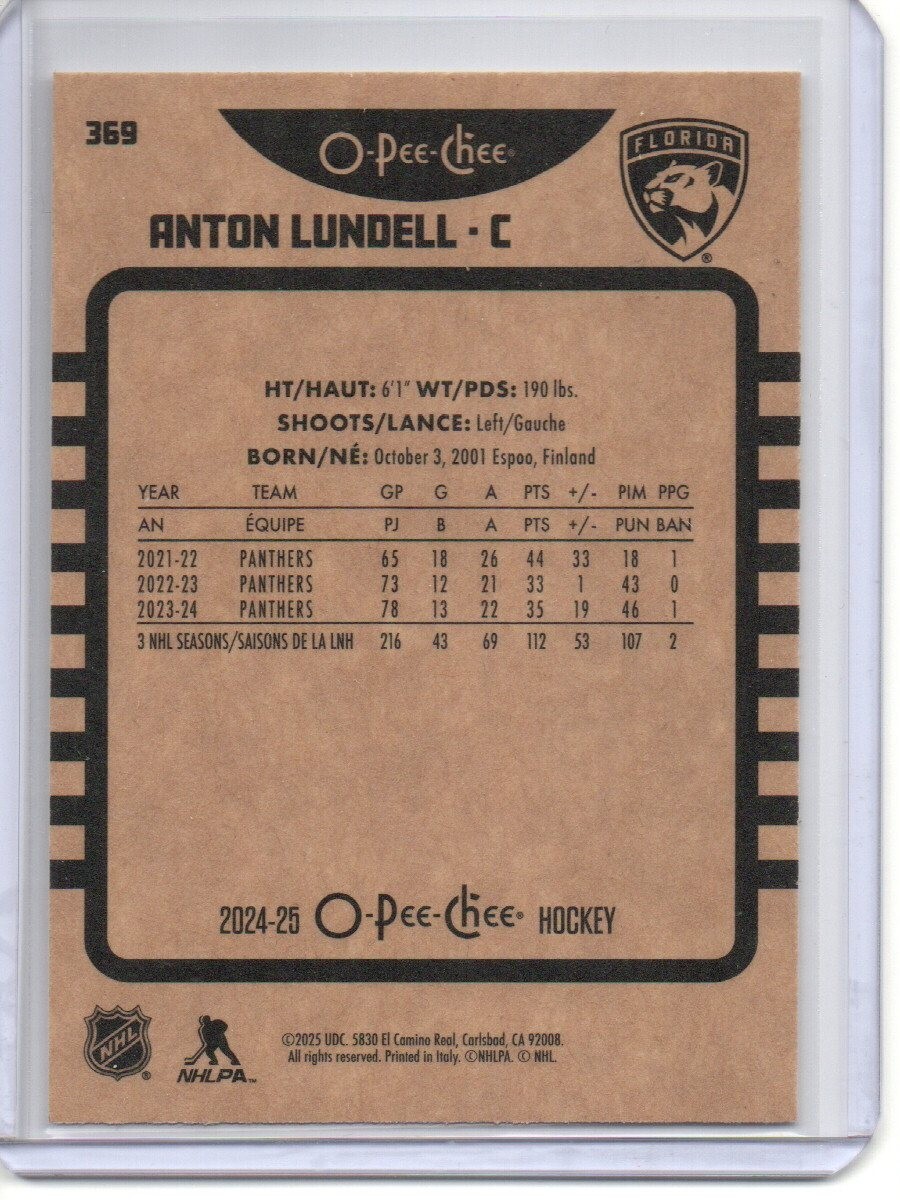 369
O-Pee-Chee®
FLORIDA
®
ANTON LUNDELL · C
HT/HAUT: 6'1" WT/PDS: 190 lbs.
SHOOTS/LANCE: Left/Gauche
BORN/NÉ: October 3, 2001 Espoo, Finland
YEAR TEAM GP G A PTS +/- PIM PPG
AN ÉQUIPE PJ B A PTS +/- PUN BAN
2021-22 PANTHERS 65 18 26 44 33 18 1
2022-23 PANTHERS 73 12 21 33 1 43 0
2023-24 PANTHERS 78 13 22 35 19 46 1
3 NHL SEASONS/SAISONS DE LA LNH 216 43 69 112 53 107 2
2024-25 O-Pee-Chee® HOCKEY
NHL®
NHLPA™
©2025 UDC. 5830 El Camino Real, Carlsbad, CA 92008.
All rights reserved. Printed in Italy. ©NHLPA. © NHL.